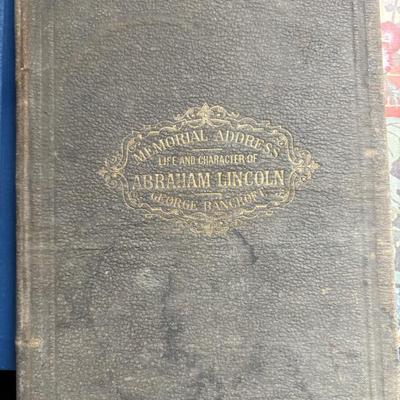 MEMORIAL ADDRESS
LIFE AND CHARACTER OF
ABRAHAM LINCOLN
GEORGE BANCROFT